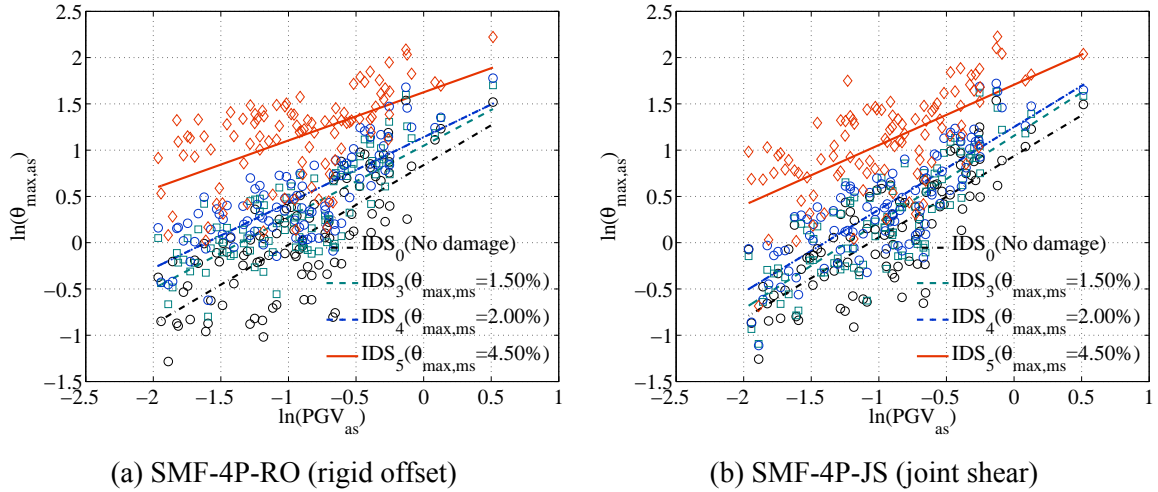 2.5
2
1.5
1
0.5
0
−0.5
−1
−1.5
−2.5 −2 −1.5 −1 −0.5 0 0.5 1
ln(θmax,as)
ln(PGVas)
IDS0(No damage)
IDS3(θmax,ms=1.50%)
IDS4(θmax,ms=2.00%)
IDS5(θmax,ms=4.50%)
(a) SMF-4P-RO (rigid offset)
2.5
2
1.5
1
0.5
0
−0.5
−1
−1.5
−2.5 −2 −1.5 −1 −0.5 0 0.5 1
ln(θmax,as)
ln(PGVas)
IDS0(No damage)
IDS3(θmax,ms=1.50%)
IDS4(θmax,ms=2.00%)
IDS5(θmax,ms=4.50%)
(b) SMF-4P-JS (joint shear)